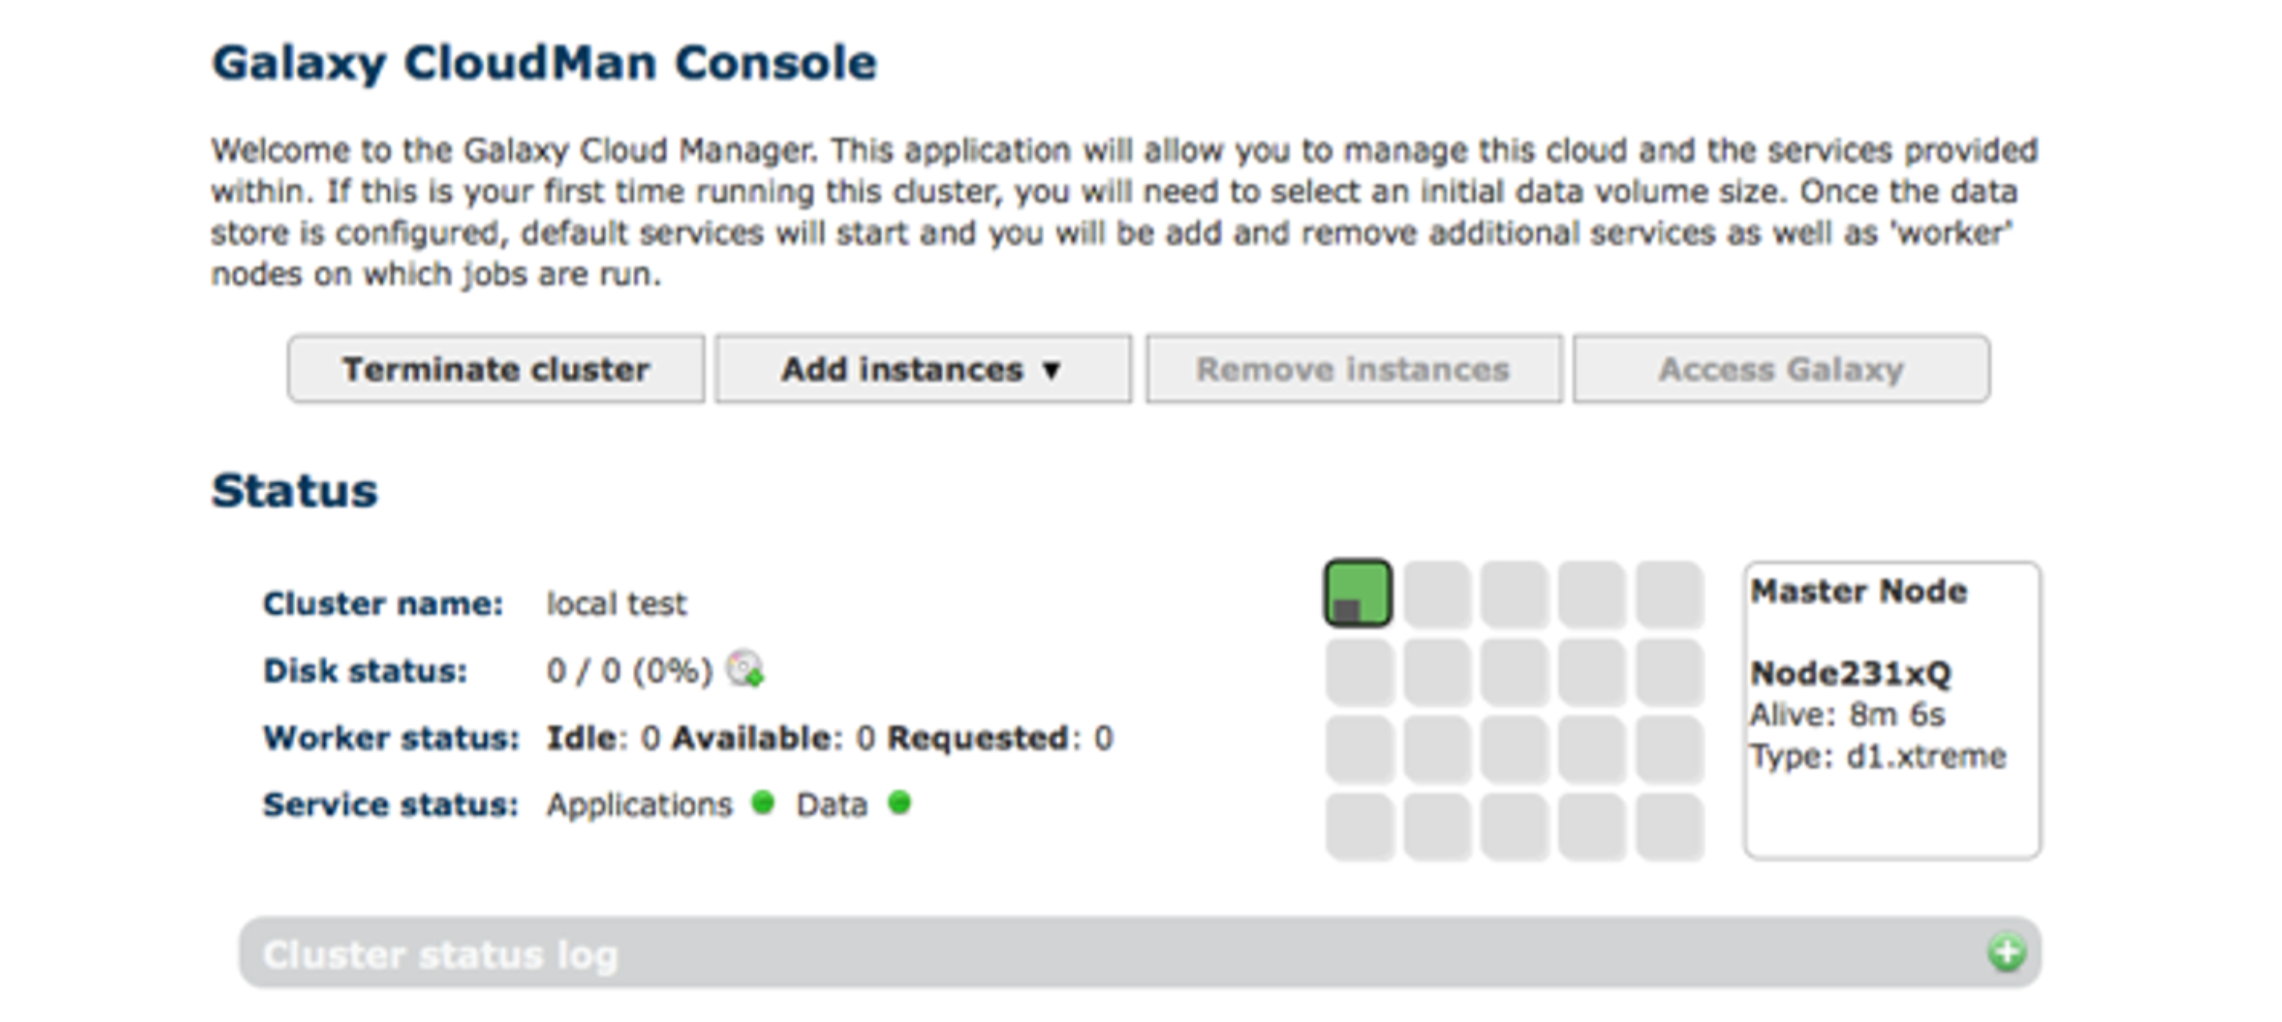 Galaxy CloudMan Console
Welcome to the Galaxy Cloud Manager. This application will allow you to manage this cloud and the services provided
within. If this is your first time running this cluster, you will need to select an initial data volume size. Once the data
store is configured, default services will start and you will be add and remove additional services as well as 'worker'
nodes on which jobs are run.
Terminate cluster
Add instances ▼
Remove instances
Access Galaxy
Status
Cluster name: local test
Disk status: 0 / 0 (0%)
Worker status: Idle: 0 Available: 0 Requested: 0
Service status: Applications Data
Master Node
Node231xQ
Alive: 8m 6s
Type: d1.xtreme
Cluster status log